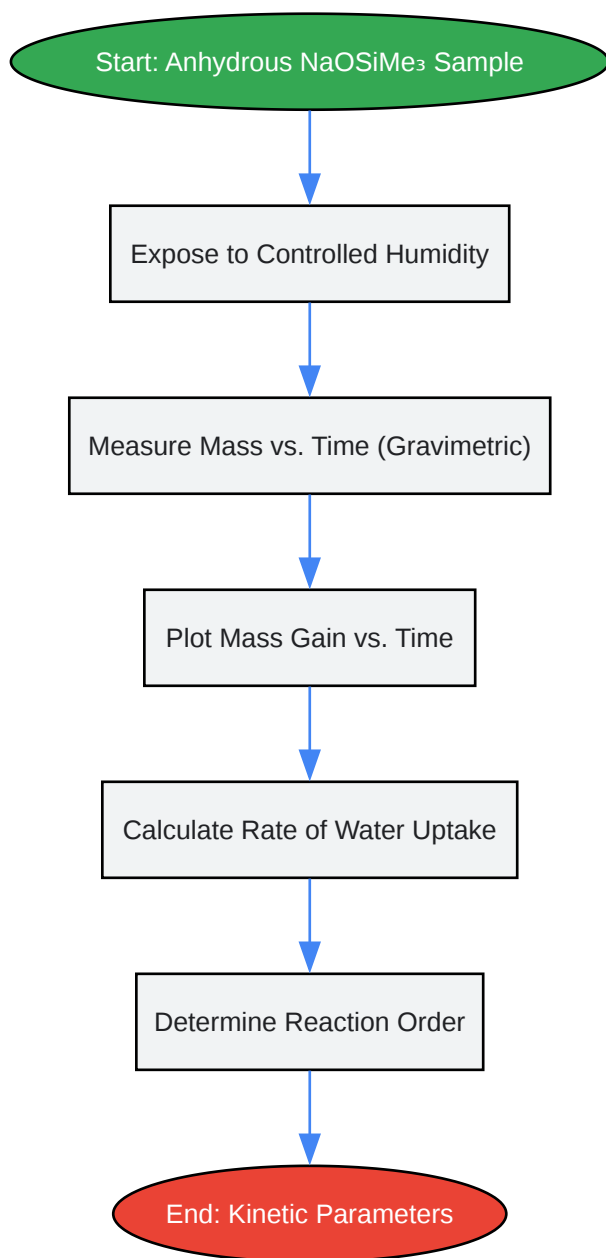 Start: Anhydrous NaOSiMe₃ Sample
Expose to Controlled Humidity
Measure Mass vs. Time (Gravimetric)
Plot Mass Gain vs. Time
Calculate Rate of Water Uptake
Determine Reaction Order
End: Kinetic Parameters